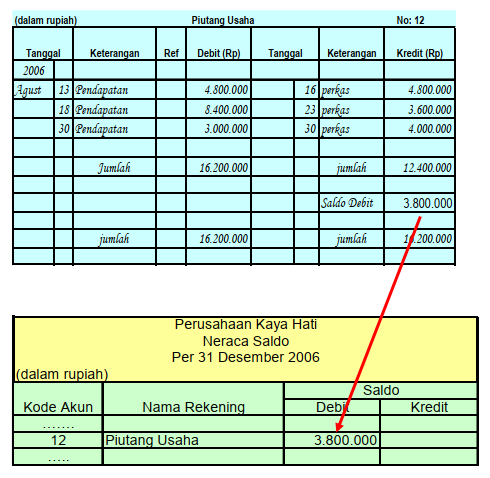 (dalam rupiah) Piutang Usaha No: 12
Tanggal Keterangan Ref Debit (Rp) Tanggal Keterangan Kredit (Rp)
2006
Agust 13 Pendapatan 4.800.000 16 perkas 4.800.000
18 Pendapatan 8.400.000 23 perkas 3.600.000
30 Pendapatan 3.000.000 30 perkas 4.000.000
Jumlah 16.200.000 jumlah 12.400.000
Saldo Debit 3.800.000
jumlah 16.200.000 jumlah 16.200.000
Perusahaan Kaya Hati
Neraca Saldo
Per 31 Desember 2006
(dalam rupiah)
Saldo
Kode Akun Nama Rekening Debit Kredit
.......
12 Piutang Usaha 3.800.000
.....